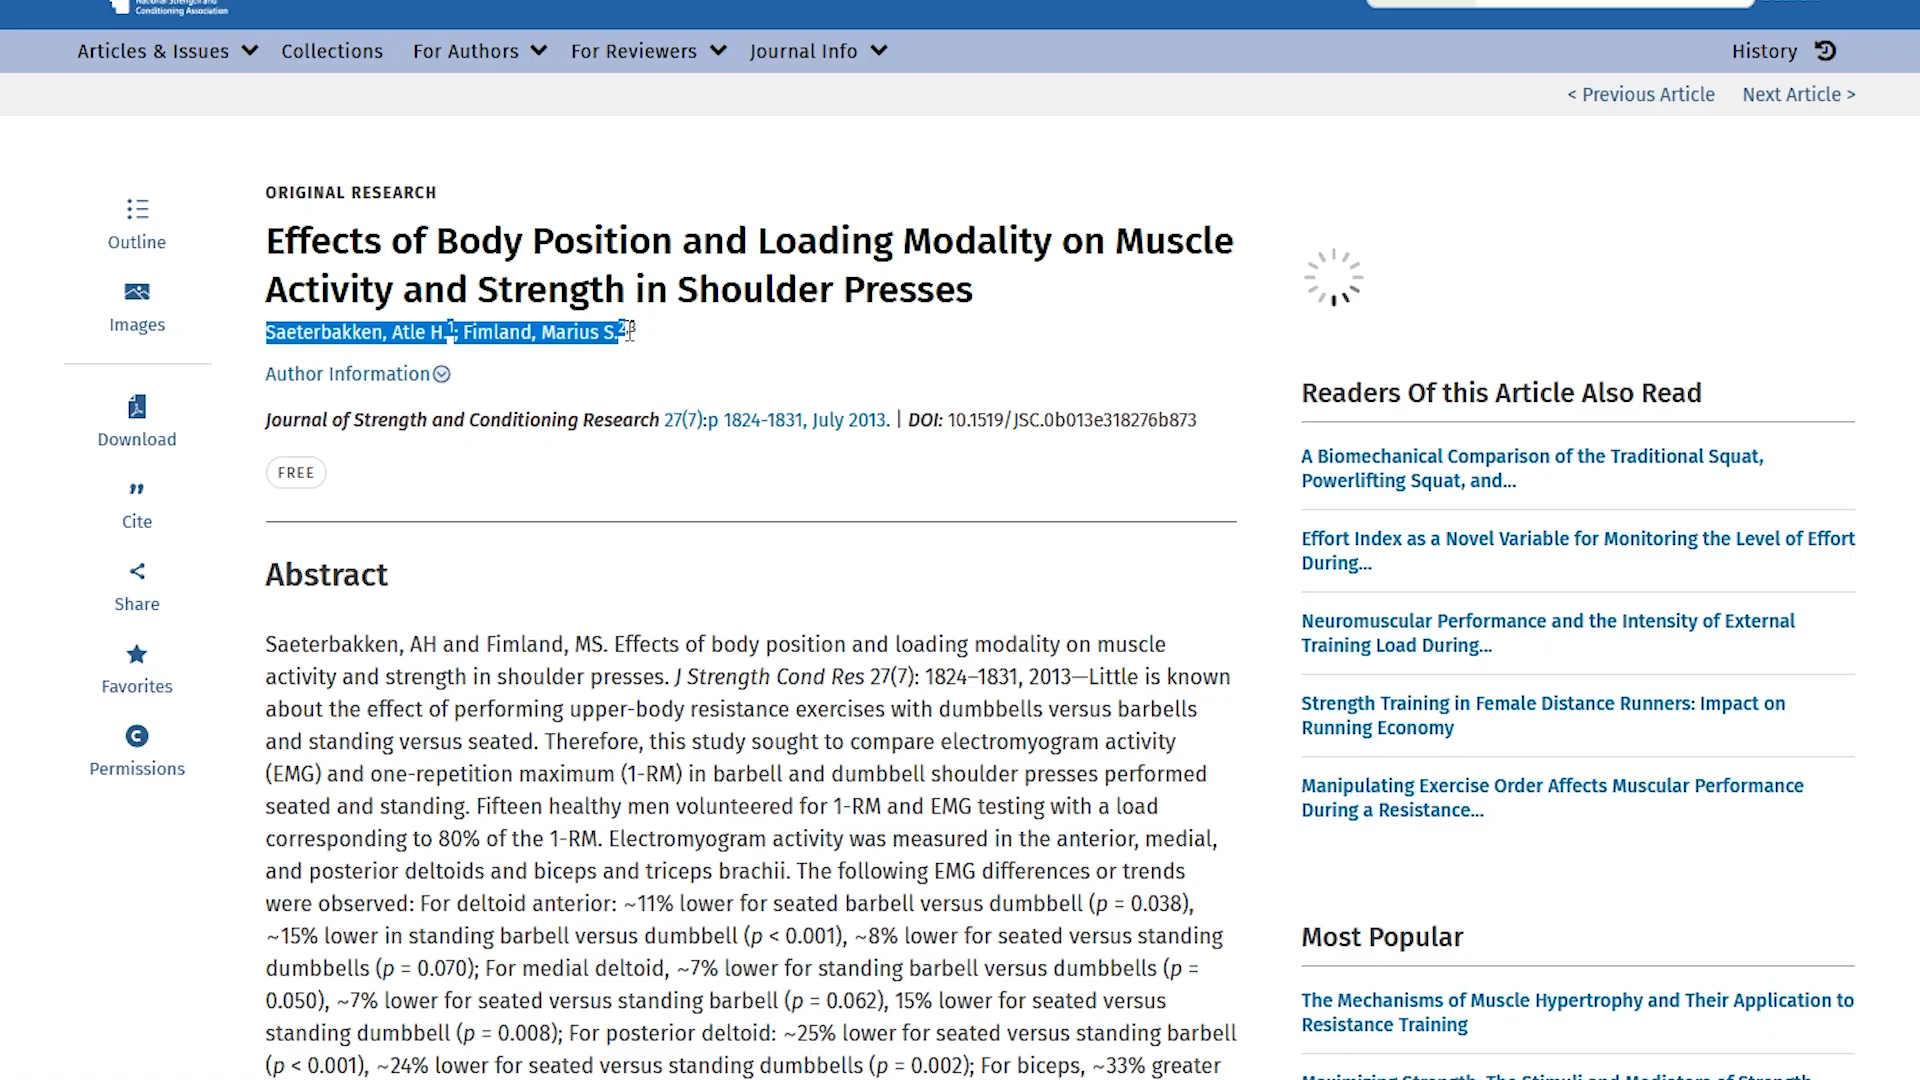 Conditioning Association
Articles & Issues Collections For Authors For Reviewers Journal Info History
< Previous Article Next Article >
Outline
Images
Download
Cite
Share
Favorites
Permissions
ORIGINAL RESEARCH
Effects of Body Position and Loading Modality on Muscle
Activity and Strength in Shoulder Presses
Saeterbakken, Atle H.1; Fimland, Marius S.2,3
Author Information
Journal of Strength and Conditioning Research 27(7):p 1824-1831, July 2013. | DOI: 10.1519/JSC.0b013e318276b873
FREE
Abstract
Saeterbakken, AH and Fimland, MS. Effects of body position and loading modality on muscle
activity and strength in shoulder presses. J Strength Cond Res 27(7): 1824–1831, 2013—Little is known
about the effect of performing upper-body resistance exercises with dumbbells versus barbells
and standing versus seated. Therefore, this study sought to compare electromyogram activity
(EMG) and one-repetition maximum (1-RM) in barbell and dumbbell shoulder presses performed
seated and standing. Fifteen healthy men volunteered for 1-RM and EMG testing with a load
corresponding to 80% of the 1-RM. Electromyogram activity was measured in the anterior, medial,
and posterior deltoids and biceps and triceps brachii. The following EMG differences or trends
were observed: For deltoid anterior: ~11% lower for seated barbell versus dumbbell (p = 0.038),
~15% lower in standing barbell versus dumbbell (p < 0.001), ~8% lower for seated versus standing
dumbbells (p = 0.070); For medial deltoid, ~7% lower for standing barbell versus dumbbells (p =
0.050), ~7% lower for seated versus standing barbell (p = 0.062), 15% lower for seated versus
standing dumbbell (p = 0.008); For posterior deltoid: ~25% lower for seated versus standing barbell
(p < 0.001), ~24% lower for seated versus standing dumbbells (p = 0.002); For biceps, ~33% greater
Readers Of this Article Also Read
A Biomechanical Comparison of the Traditional Squat,
Powerlifting Squat, and...
Effort Index as a Novel Variable for Monitoring the Level of Effort
During...
Neuromuscular Performance and the Intensity of External
Training Load During...
Strength Training in Female Distance Runners: Impact on
Running Economy
Manipulating Exercise Order Affects Muscular Performance
During a Resistance...
Most Popular
The Mechanisms of Muscle Hypertrophy and Their Application to
Resistance Training